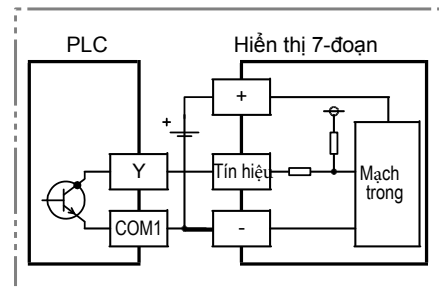 PLC
Hiển thị 7-đoạn
+
+
Y
Tín hiệu
Mạch
trong
COM1
-